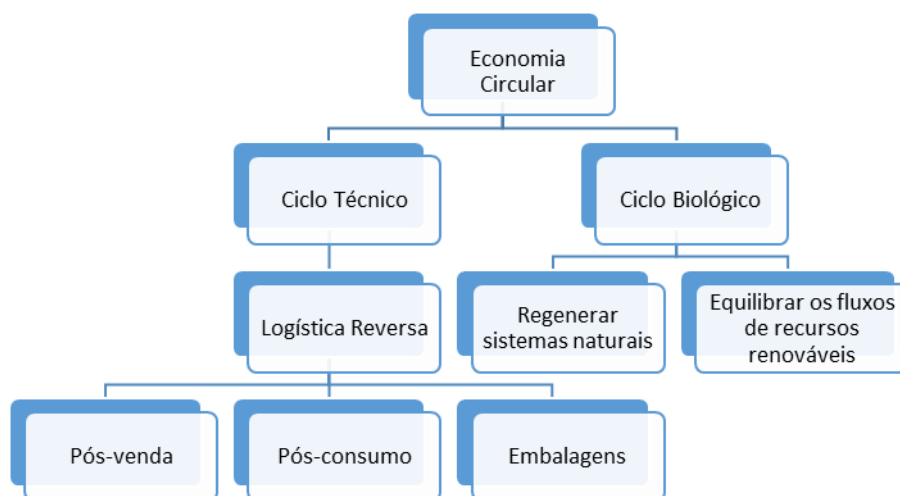 Economia
Circular
Ciclo Técnico
Ciclo Biológico
Logística Reversa
Regenerar
sistemas naturais
Equilibrar os fluxos
de recursos
renováveis
Pós-venda
Pós-consumo
Embalagens